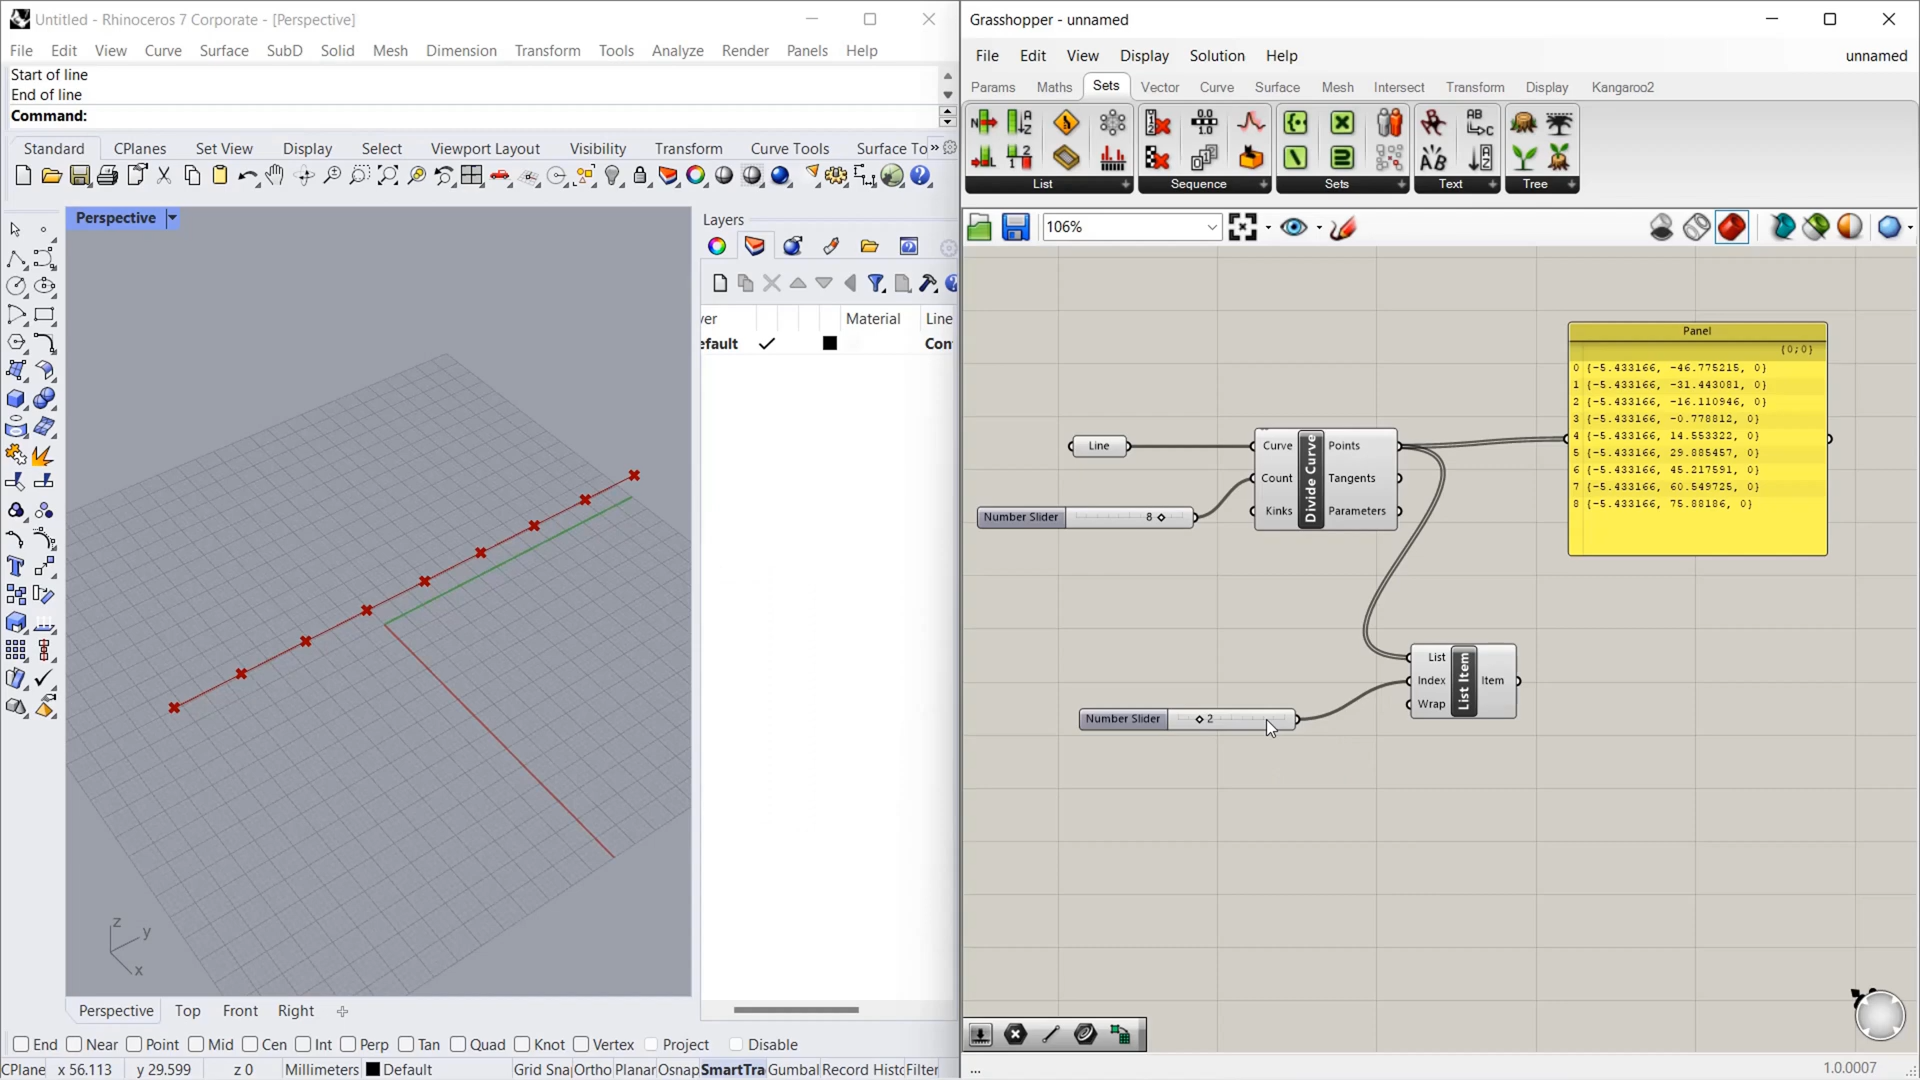 Untitled - Rhinoceros 7 Corporate - [Perspective]
File Edit View Curve Surface SubD Solid Mesh Dimension Transform Tools Analyze Render Panels Help
Start of line
End of line
Command:
Standard CPlanes Set View Display Select Viewport Layout Visibility Transform Curve Tools Surface To »
Perspective
Layers
yer Material Line
efault Con
z
y
x
Perspective Top Front Right
End Near Point Mid Cen Int Perp Tan Quad Knot Vertex Project Disable
CPlane x 56.113 y 29.599 z 0 Millimeters Default Grid Sna Ortho Planar Osnap SmartTra Gumbal Record Histo Filter
Grasshopper - unnamed
File Edit View Display Solution Help unnamed
Params Maths Sets Vector Curve Surface Mesh Intersect Transform Display Kangaroo2
List Sequence Sets Text Tree
106%
Panel
{0;0}
0 {-5.433166, -46.775215, 0}
1 {-5.433166, -31.443081, 0}
2 {-5.433166, -16.110946, 0}
3 {-5.433166, -0.778812, 0}
4 {-5.433166, 14.553322, 0}
5 {-5.433166, 29.885457, 0}
6 {-5.433166, 45.217591, 0}
7 {-5.433166, 60.549725, 0}
8 {-5.433166, 75.88186, 0}
Line
Curve
Count
Kinks
Divide Curve
Points
Tangents
Parameters
Number Slider 8
List
Index
Wrap
List Item
Item
Number Slider 2
...
1.0.0007